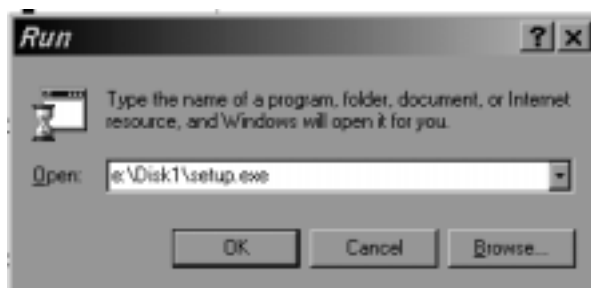 Run
Type the name of a program, folder, document, or Internet
resource, and Windows will open it for you.
Open: e:\Disk1\setup.exe
OK Cancel Browse...